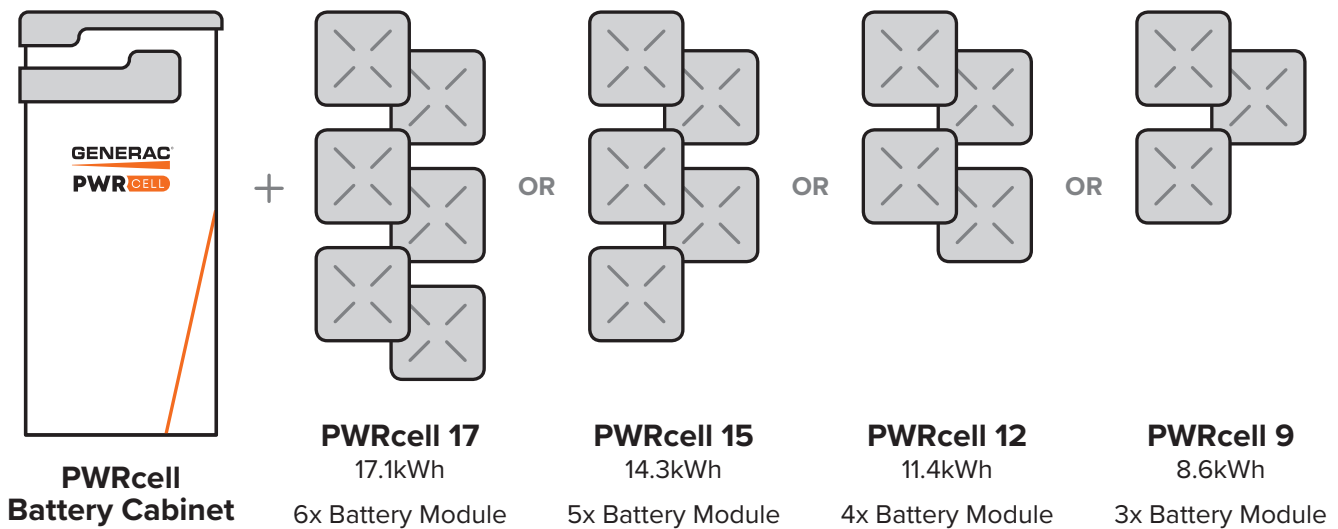 GENERAC
PWRCELL
+
OR
OR
OR
PWRcell
Battery Cabinet
PWRcell 17
17.1kWh
6x Battery Module
PWRcell 15
14.3kWh
5x Battery Module
PWRcell 12
11.4kWh
4x Battery Module
PWRcell 9
8.6kWh
3x Battery Module